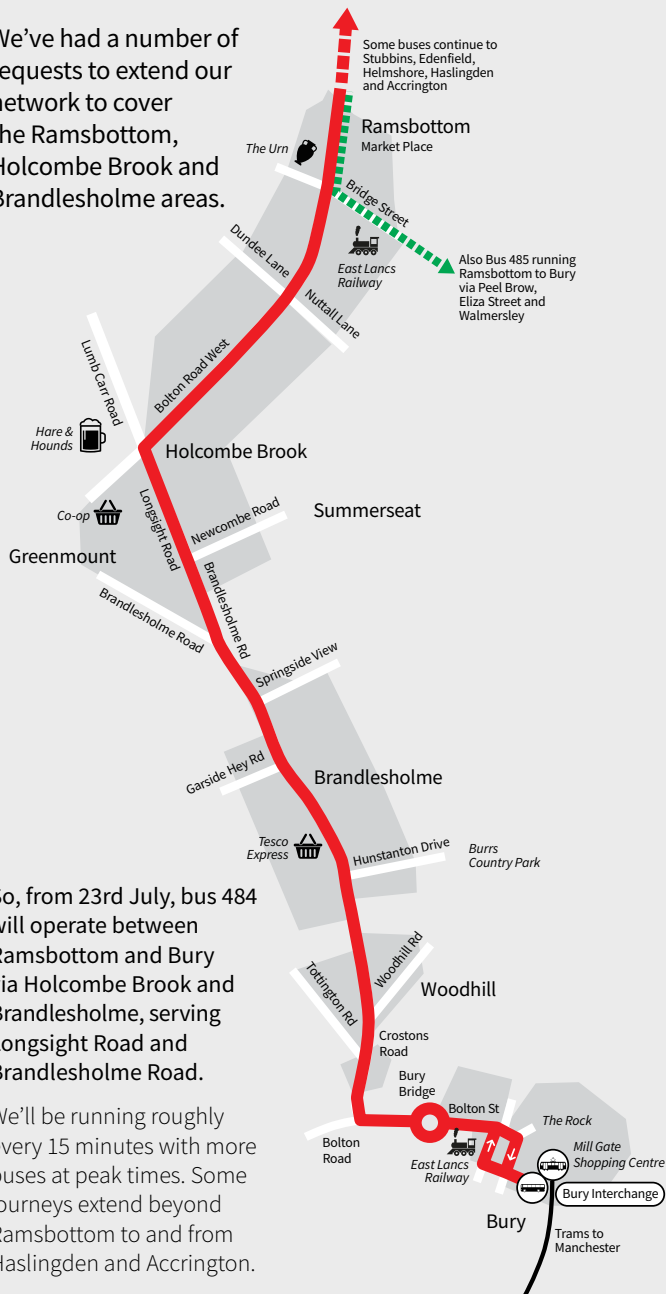 We've had a number of
requests to extend our
network to cover
the Ramsbottom,
Holcombe Brook and
Brandlesholme areas.
Some buses continue to
Stubbins, Edenfield,
Helmshore, Haslingden
and Accrington
Ramsbottom
Market Place
The Urn
Bridge Street
Dundee Lane
East Lancs
Railway
Also Bus 485 running
Ramsbottom to Bury
via Peel Brow,
Eliza Street and
Walmersley
Nuttall Lane
Lumb Carr Road
Bolton Road West
Hare &
Hounds
Holcombe Brook
Co-op
Longsight Road
Newcombe Road
Summerseat
Greenmount
Brandlesholme Road
Brandlesholme Rd
Springside View
Garside Hey Rd
Brandlesholme
Tesco
Express
Hunstanton Drive
Burrs
Country Park
So, from 23rd July, bus 484
will operate between
Ramsbottom and Bury
via Holcombe Brook and
Brandlesholme, serving
Longsight Road and
Brandlesholme Road.
Tottington Rd
Woodhill Rd
Woodhill
Crostons
Road
Bury
Bridge
Bolton St
The Rock
Bolton
Road
East Lancs
Railway
Mill Gate
Shopping Centre
Bury Interchange
Bury
Trams to
Manchester
We'll be running roughly
every 15 minutes with more
buses at peak times. Some
journeys extend beyond
Ramsbottom to and from
Haslingden and Accrington.